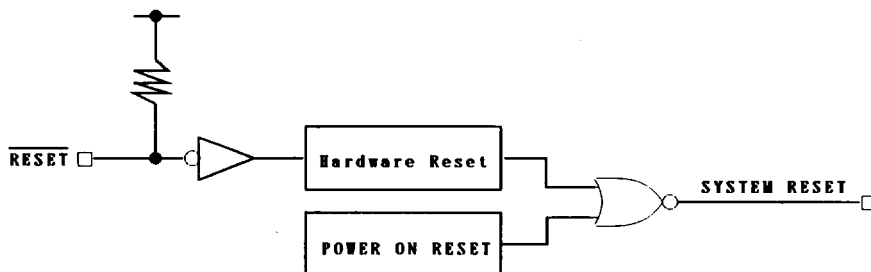 RESET
Hardware Reset
SYSTEM RESET
POWER ON RESET